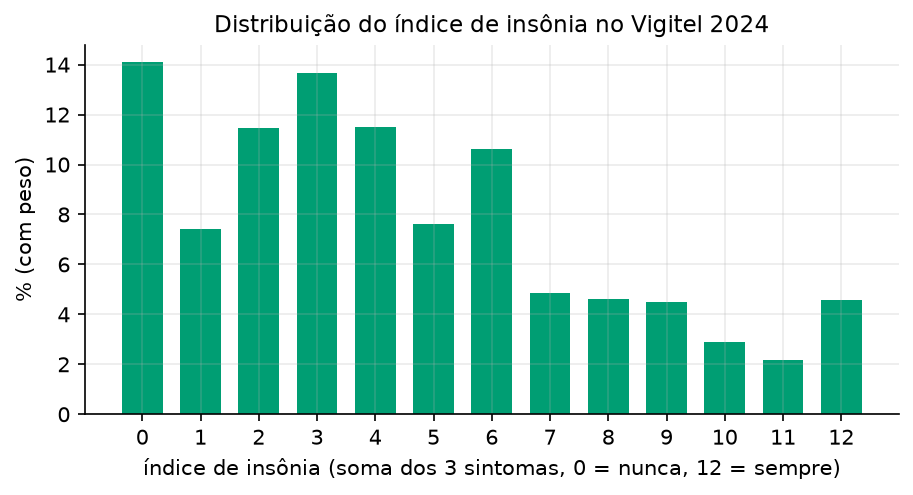 Distribuição do índice de insônia no Vigitel 2024
% (com peso)
14
12
10
8
6
4
2
0
0 1 2 3 4 5 6 7 8 9 10 11 12
índice de insônia (soma dos 3 sintomas, 0 = nunca, 12 = sempre)